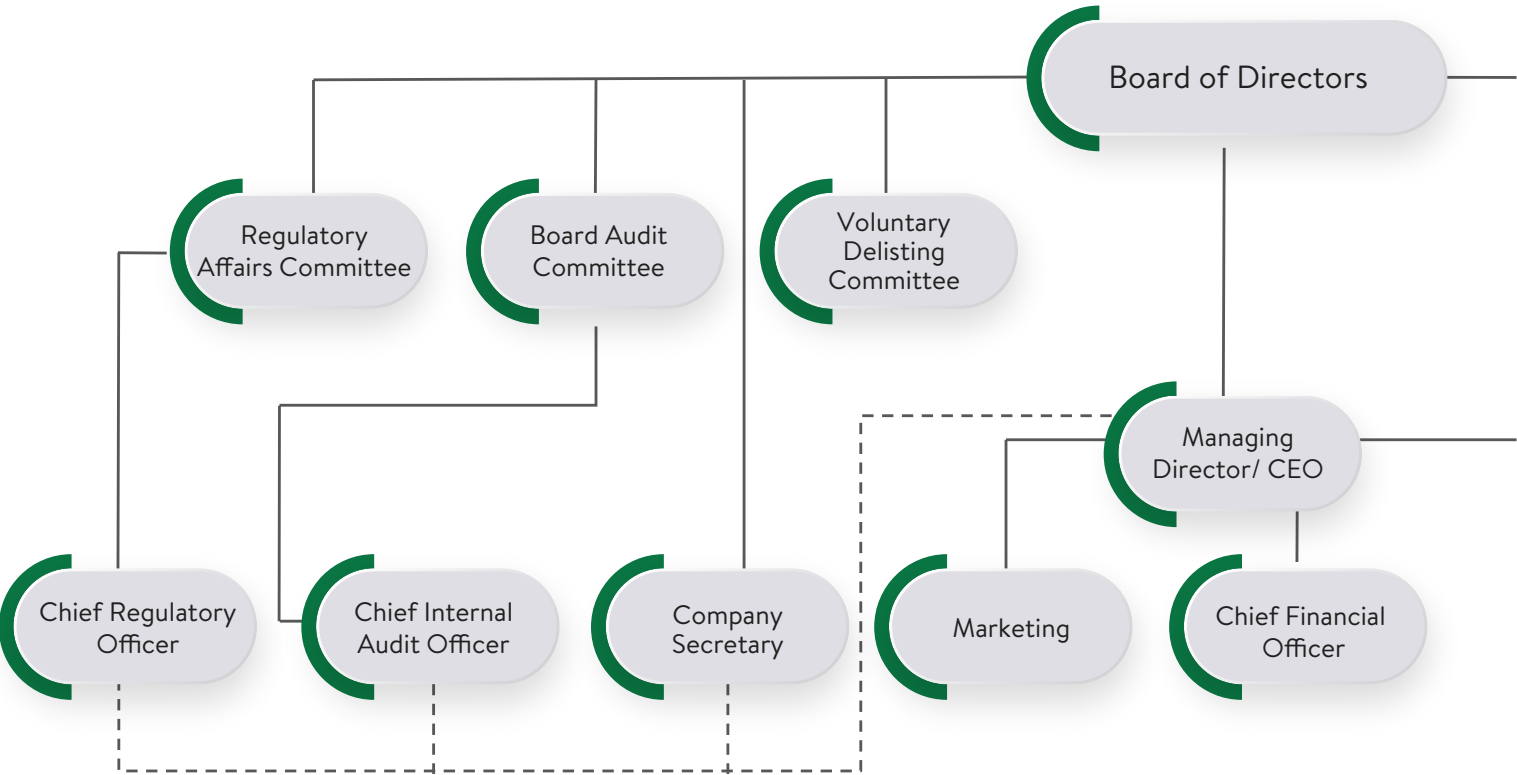 Board of Directors
Regulatory
Affairs Committee
Board Audit
Committee
Voluntary
Delisting
Committee
Managing
Director/ CEO
Chief Regulatory
Officer
Chief Internal
Audit Officer
Company
Secretary
Marketing
Chief Financial
Officer